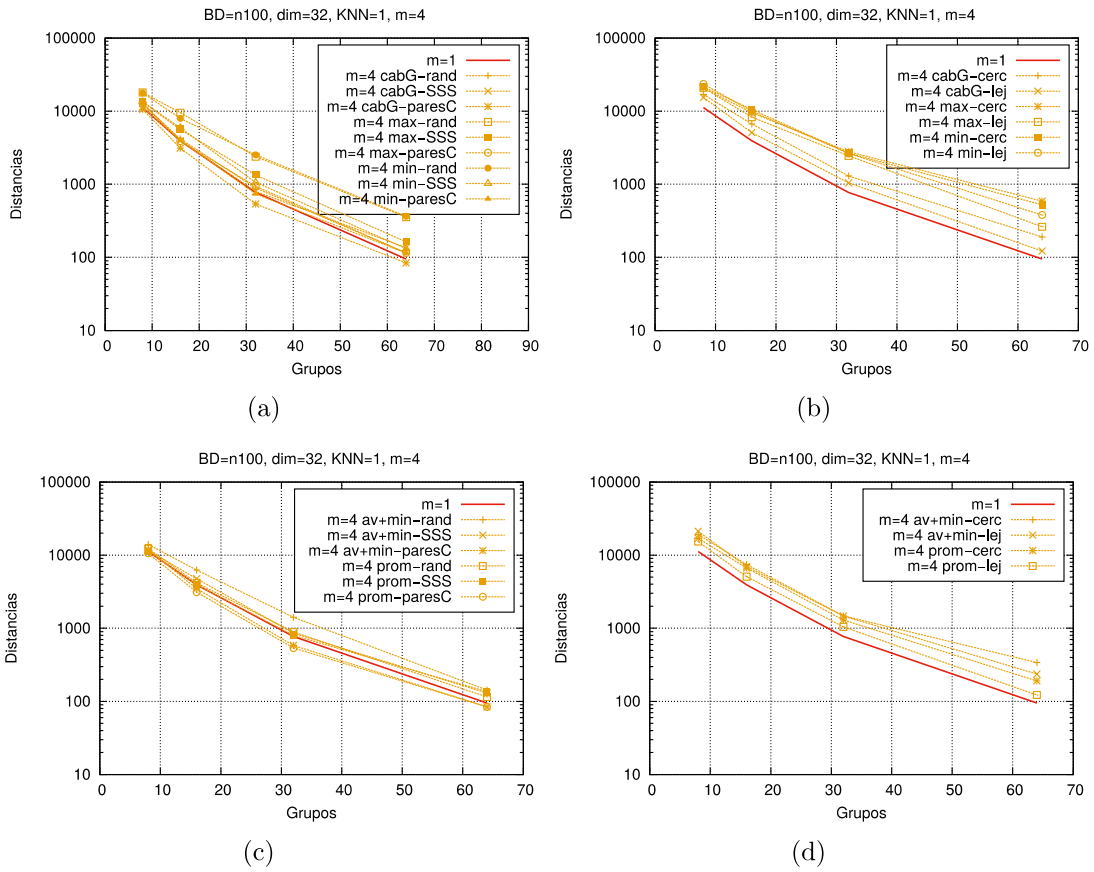 BD=n100, dim=32, KNN=1, m=4
Distancias
100000
10000
1000
100
10
m=1
m=4 cabG-rand
m=4 cabG-SSS
m=4 cabG-paresC
m=4 max-rand
m=4 max-SSS
m=4 max-paresC
m=4 min-rand
m=4 min-SSS
m=4 min-paresC
0 10 20 30 40 50 60 70 80 90
Grupos
(a)
BD=n100, dim=32, KNN=1, m=4
Distancias
100000
10000
1000
100
10
m=1
m=4 cabG-cerc
m=4 cabG-lej
m=4 max-cerc
m=4 max-lej
m=4 min-cerc
m=4 min-lej
0 10 20 30 40 50 60 70
Grupos
(b)
BD=n100, dim=32, KNN=1, m=4
Distancias
100000
10000
1000
100
10
m=1
m=4 av+min-rand
m=4 av+min-SSS
m=4 av+min-paresC
m=4 prom-rand
m=4 prom-SSS
m=4 prom-paresC
0 10 20 30 40 50 60 70
Grupos
(c)
BD=n100, dim=32, KNN=1, m=4
Distancias
100000
10000
1000
100
10
m=1
m=4 av+min-cerc
m=4 av+min-lej
m=4 prom-cerc
m=4 prom-lej
0 10 20 30 40 50 60 70
Grupos
(d)